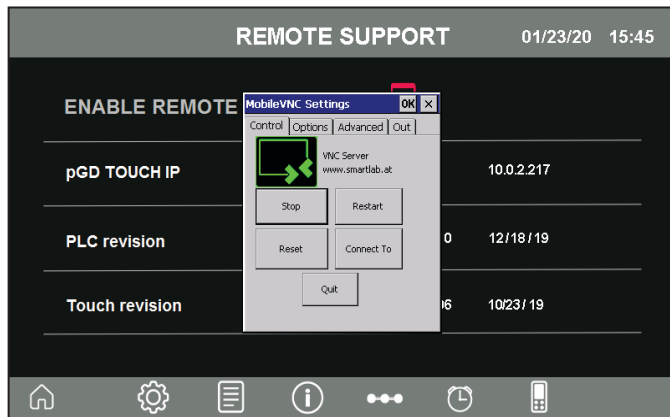 REMOTE SUPPORT 01/23/20 15:45
ENABLE REMOTE
MobileVNC Settings OK ×
Control Options Advanced Out
VNC Server
www.smartlab.at
pGD TOUCH IP 10.0.2.217
Stop Restart
PLC revision 0 12/18/19
Reset Connect To
Quit
Touch revision 06 10/23/19